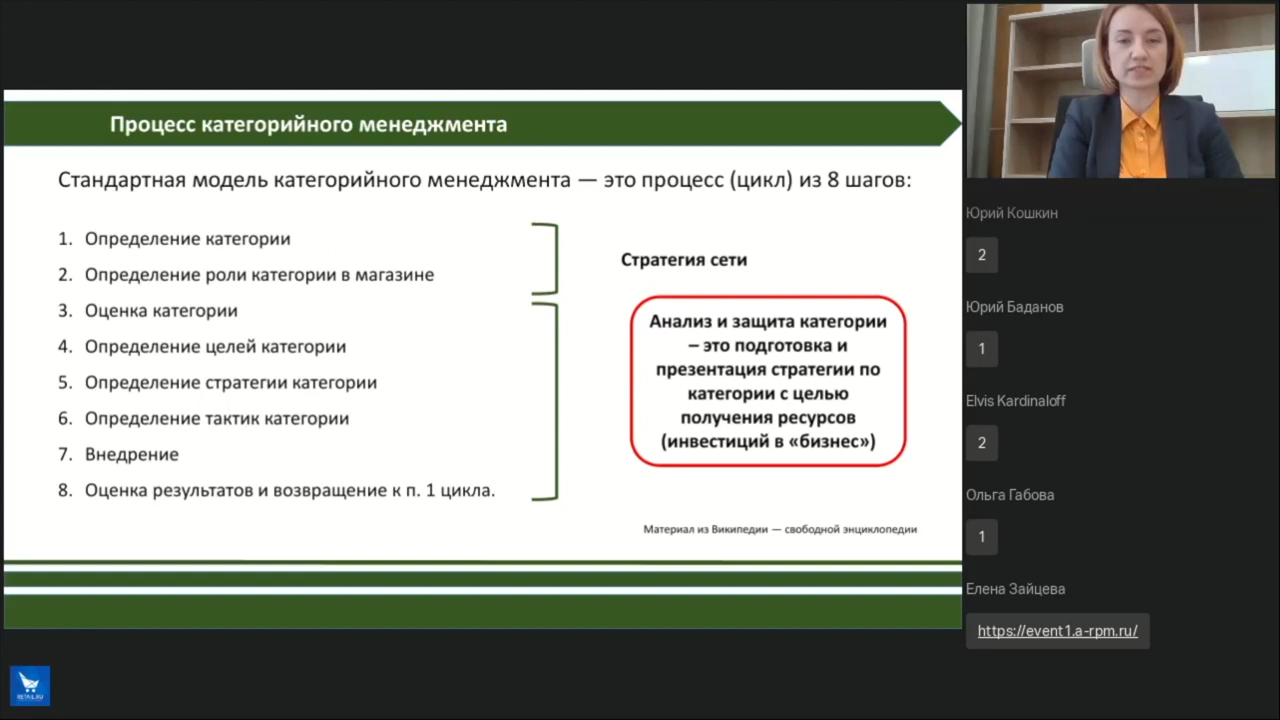 Процесс категорийного менеджмента
Стандартная модель категорийного менеджмента — это процесс (цикл) из 8 шагов:
1. Определение категории
2. Определение роли категории в магазине
3. Оценка категории
4. Определение целей категории
5. Определение стратегии категории
6. Определение тактик категории
7. Внедрение
8. Оценка результатов и возвращение к п. 1 цикла.
Стратегия сети
Анализ и защита категории
– это подготовка и
презентация стратегии по
категории с целью
получения ресурсов
(инвестиций в «бизнес»)
Материал из Википедии — свободной энциклопедии
Юрий Кошкин
2
Юрий Баданов
1
Elvis Kardinaloff
2
Ольга Габова
1
Елена Зайцева
https://event1.a-rpm.ru/
RETAIL.RU